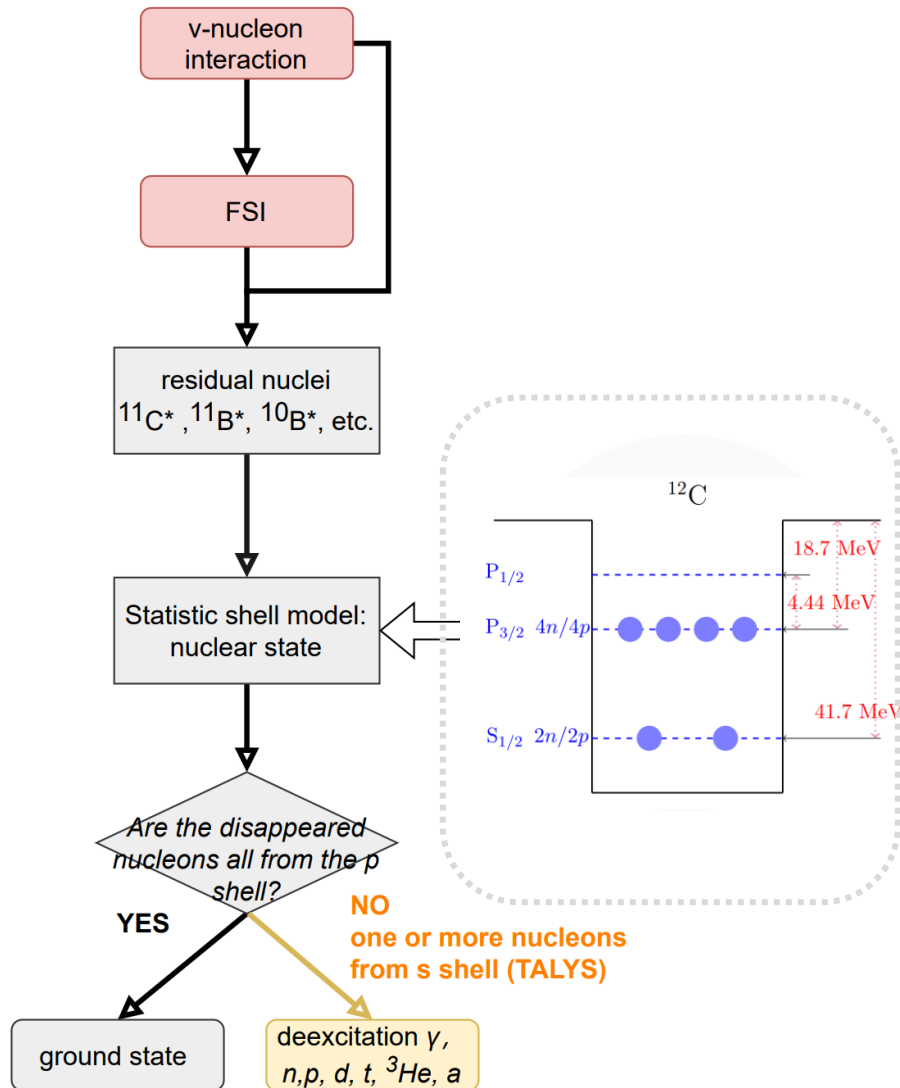 v-nucleon
interaction
FSI
residual nuclei
¹¹C* ,¹¹B*, ¹⁰B*, etc.
Statistic shell model:
nuclear state
¹²C
18.7 MeV
P₁/₂
4.44 MeV
P₃/₂ 4n/4p
41.7 MeV
S₁/₂ 2n/2p
Are the disappeared
nucleons all from the p
shell?
YES
NO
one or more nucleons
from s shell (TALYS)
ground state
deexcitation γ,
n,p, d, t, ³He, a